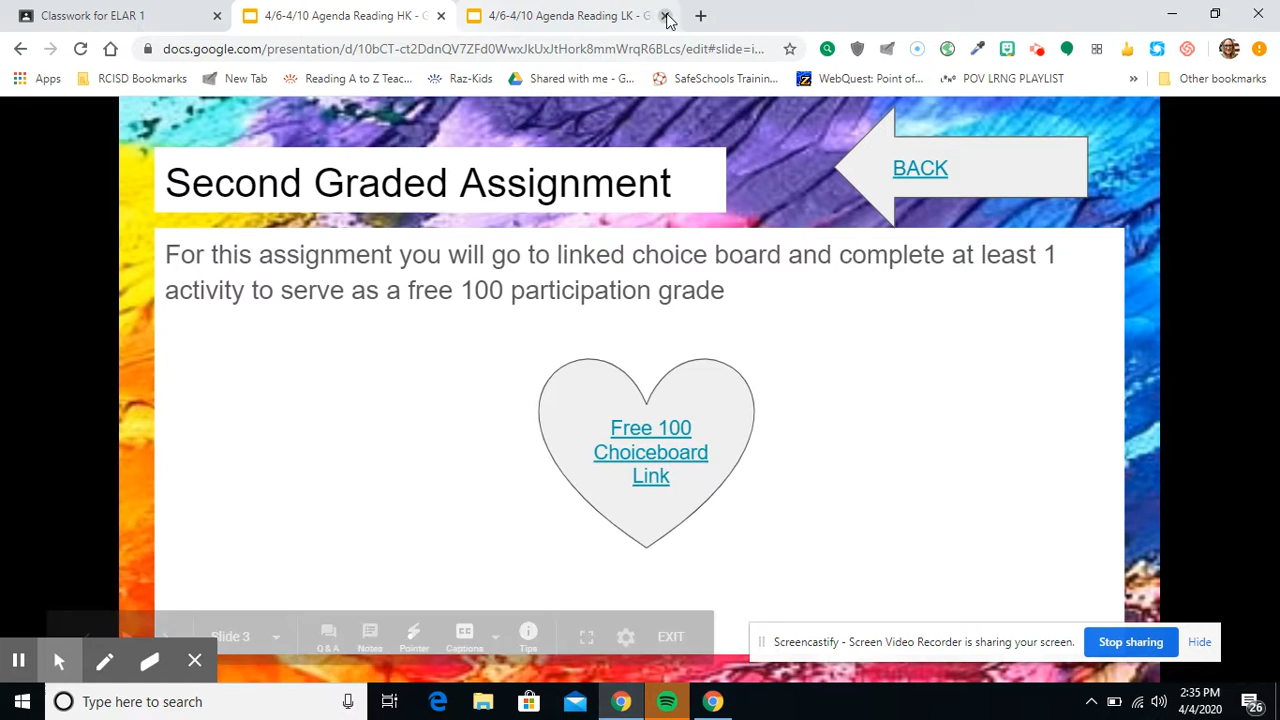 Classwork for ELAR 1
4/6-4/10 Agenda Reading HK - G
4/6-4/10 Agenda Reading LK - G
docs.google.com/presentation/d/10bCT-ct2DdnQV7ZFd0WwxJkUxJtHork8mmWrqR6BLcs/edit#slide=i...
Apps
RCISD Bookmarks
New Tab
Reading A to Z Teac...
Raz-Kids
Shared with me - G...
SafeSchools Trainin...
WebQuest: Point of...
POV LRNG PLAYLIST
»
Other bookmarks
Second Graded Assignment
BACK
For this assignment you will go to linked choice board and complete at least 1
activity to serve as a free 100 participation grade
Free 100
Choiceboard
Link
Slide 3
Q & A
Notes
Pointer
Captions
Tips
EXIT
Screencastify - Screen Video Recorder is sharing your screen.
Stop sharing
Hide
Type here to search
2:35 PM
4/4/2020
26